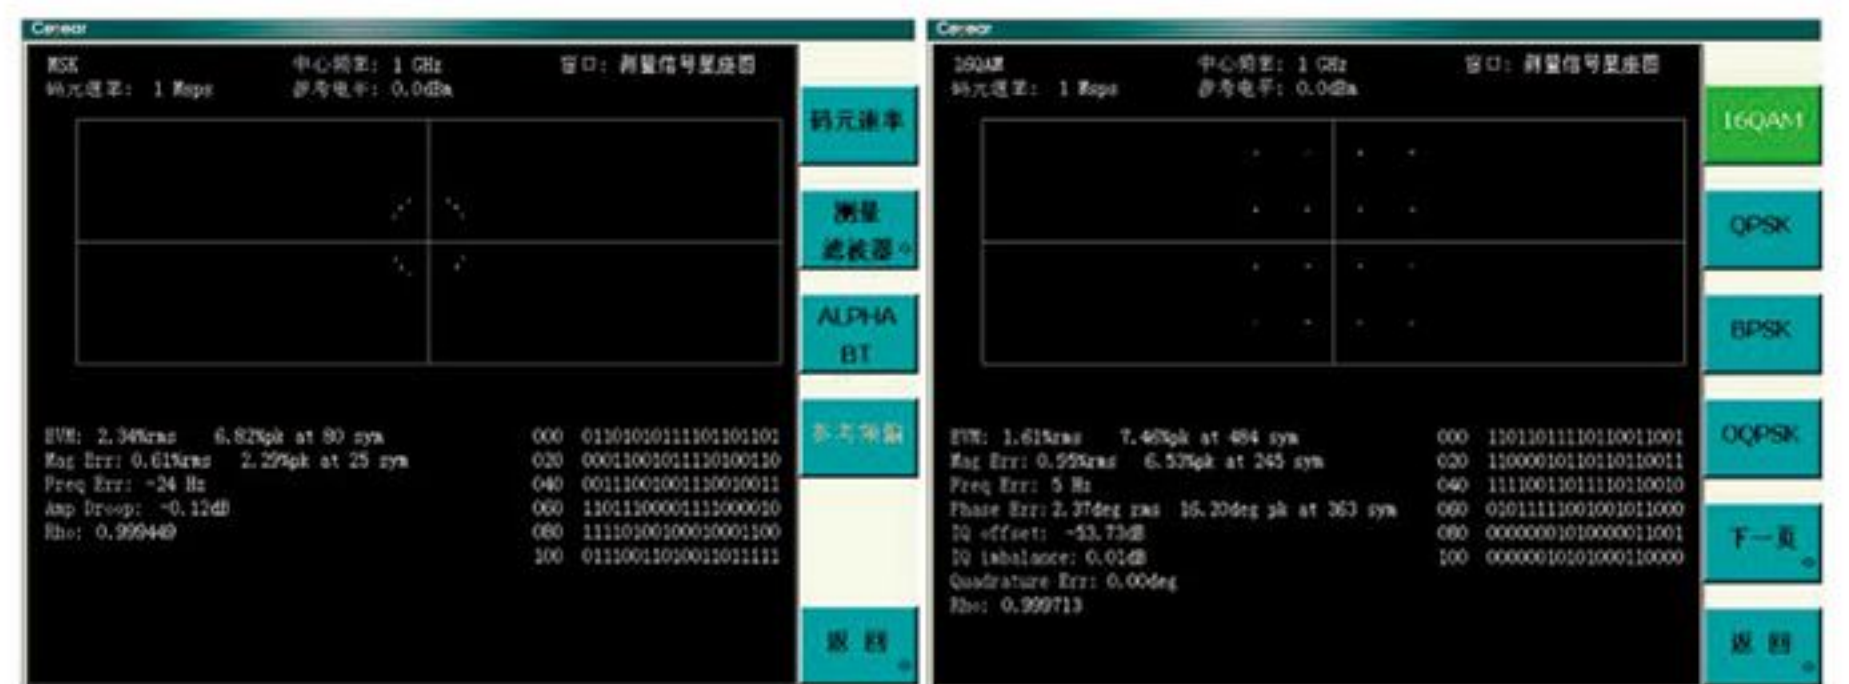 Ceyear
MSK 中心频率: 1 GHz 窗口: 测量信号星座图
码元速率: 1 Msps 参考电平: 0.0dBm
码元速率
测量
滤波器
ALPHA
BT
参考频偏
EVM: 2.34%rms 6.82%pk at 80 sym
Mag Err: 0.61%rms 2.29%pk at 25 sym
Freq Err: -24 Hz
Amp Droop: -0.12dB
Rho: 0.999449
000 01101010111101101101
020 00011001011110100110
040 00111001001110010011
060 11011100001111000010
080 11111010010001001100
100 01110011010011011111
返 回
Ceyear
16QAM 中心频率: 1 GHz 窗口: 测量信号星座图
码元速率: 1 Msps 参考电平: 0.0dBm
16QAM
QPSK
BPSK
OQPSK
下一页
返 回
EVM: 1.61%rms 7.46%pk at 484 sym
Mag Err: 0.95%rms 6.53%pk at 245 sym
Freq Err: 5 Hz
Phase Err: 2.37deg rms 16.20deg pk at 363 sym
IQ offset: -53.73dB
IQ imbalance: 0.01dB
Quadrature Err: 0.00deg
Rho: 0.999713
000 11011011110110011001
020 11000010110110110011
040 11110011011110110010
060 01011111001001011000
080 00000001010000011001
100 00000010101000110000